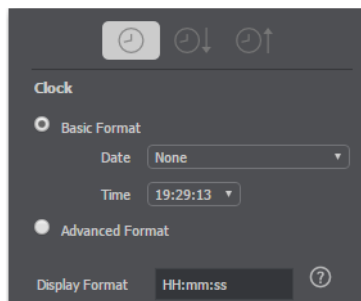 Clock
Basic Format
Date None
Time 19:29:13
Advanced Format
Display Format HH:mm:ss ?